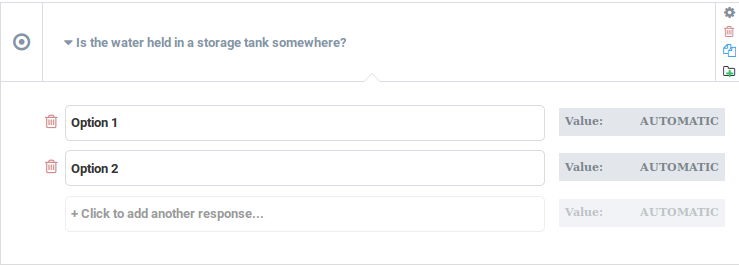 Is the water held in a storage tank somewhere?
Option 1
Value: AUTOMATIC
Option 2
Value: AUTOMATIC
+ Click to add another response...
Value: AUTOMATIC